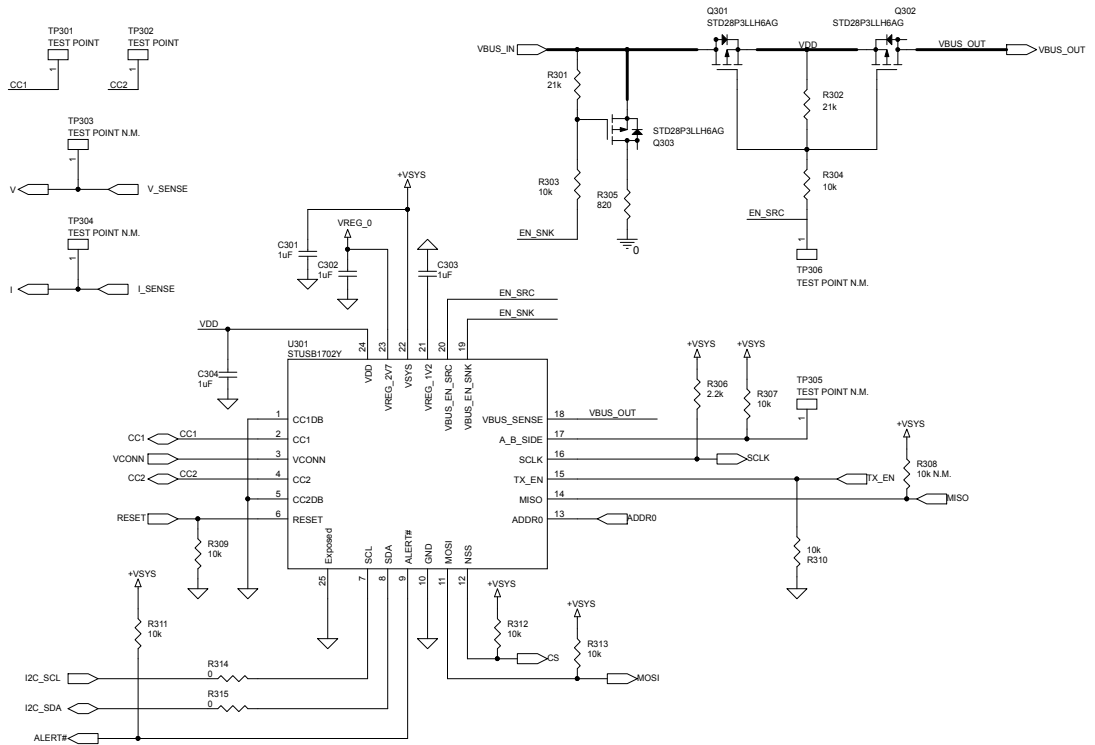 TP301
TEST POINT
1
CC1
TP302
TEST POINT
1
CC2
TP303
TEST POINT N.M.
1
V
V_SENSE
TP304
TEST POINT N.M.
1
I
I_SENSE
Q301
STD28P3LLH6AG
Q302
STD28P3LLH6AG
VBUS_IN
VDD
VBUS_OUT
VBUS_OUT
R301
21k
R302
21k
STD28P3LLH6AG
Q303
R303
10k
R305
820
R304
10k
EN_SRC
EN_SNK
0
1
TP306
TEST POINT N.M.
+VSYS
VREG_0
C301
1uF
C302
1uF
C303
1uF
EN_SRC
EN_SNK
VDD
C304
1uF
U301
STUSB1702Y
24
23
22
21
20
19
VDD
VREG_2V7
VSYS
VREG_1V2
VBUS_EN_SRC
VBUS_EN_SNK
1
CC1DB
CC1
CC1
2
CC1
VCONN
3
VCONN
CC2
CC2
4
CC2
5
CC2DB
RESET
6
RESET
VBUS_SENSE
18
VBUS_OUT
A_B_SIDE
17
SCLK
16
SCLK
TX_EN
15
TX_EN
MISO
14
MISO
ADDR0
13
ADDR0
+VSYS
R306
2.2k
+VSYS
R307
10k
TP305
TEST POINT N.M.
1
+VSYS
R308
10k N.M.
10k
R310
R309
10k
Exposed
SCL
SDA
ALERT#
GND
MOSI
NSS
25
7
8
9
10
11
12
+VSYS
R311
10k
+VSYS
R312
10k
CS
+VSYS
R313
10k
MOSI
I2C_SCL
R314
0
I2C_SDA
R315
0
ALERT#